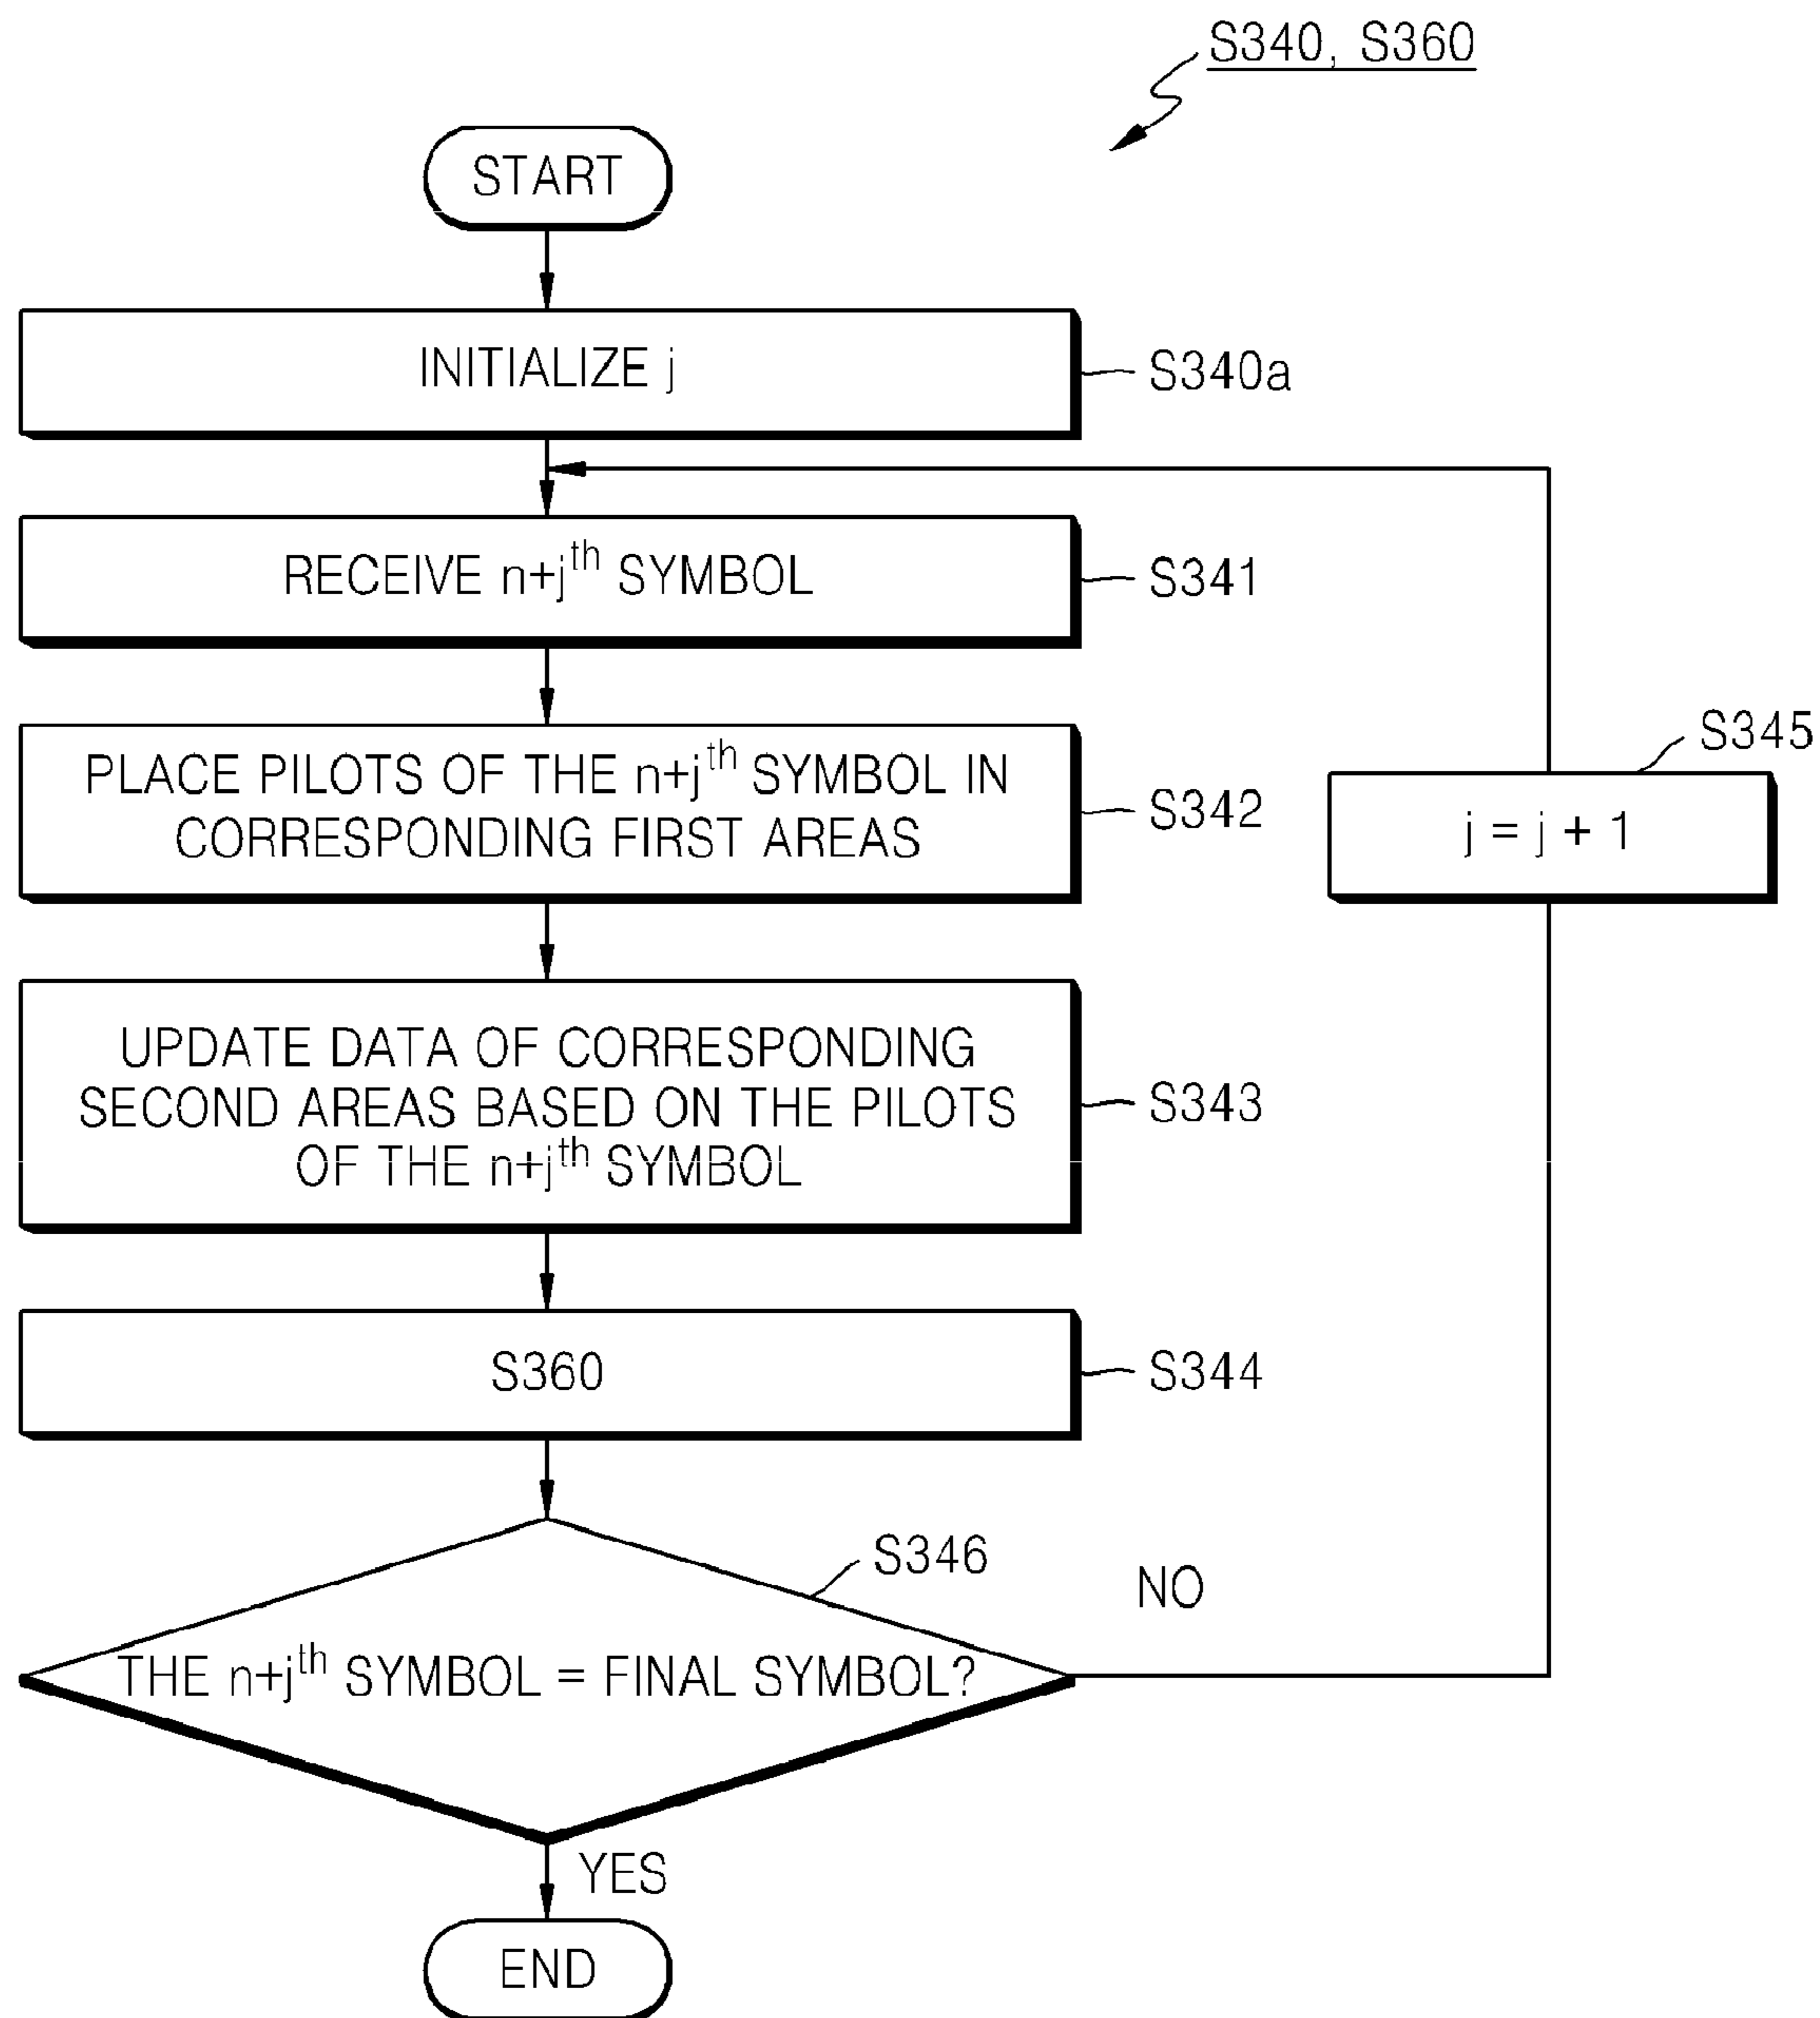 S340, S360
START
INITIALIZE j
S340a
RECEIVE n+jth SYMBOL
S341
PLACE PILOTS OF THE n+jth SYMBOL IN
CORRESPONDING FIRST AREAS
S342
S345
j = j + 1
UPDATE DATA OF CORRESPONDING
SECOND AREAS BASED ON THE PILOTS
OF THE n+jth SYMBOL
S343
S360
S344
S346
NO
THE n+jth SYMBOL = FINAL SYMBOL?
YES
END